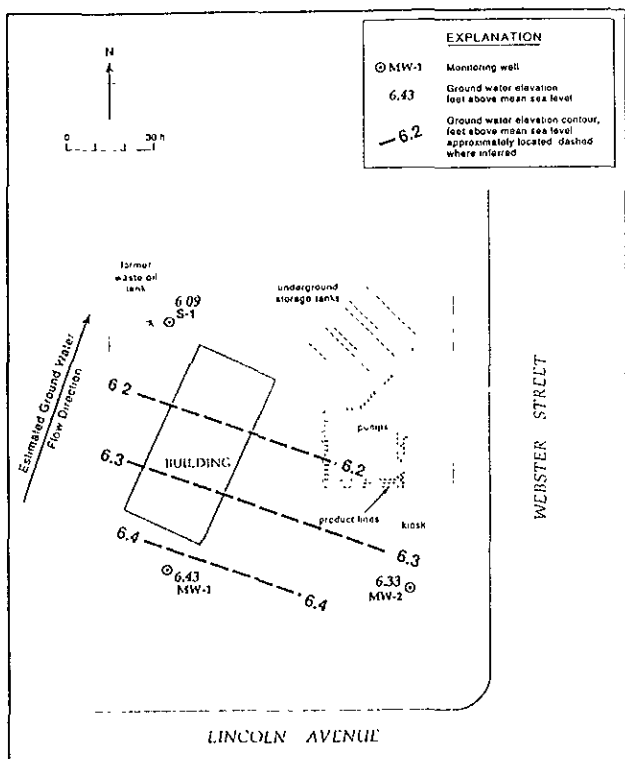 N
0 30 ft
EXPLANATION
MW-1 Monitoring well
6.43 Ground water elevation
feet above mean sea level
6.2 Ground water elevation contour,
feet above mean sea level
approximately located dashed
where inferred
former
waste oil
tank
6 09
S-1
underground
storage tanks
Estimated Ground Water
Flow Direction
6.2
6.2
pumps
6.3
BUILDING
product lines
kiosk
6.3
6.4
6.43
MW-1
6.4
6.33
MW-2
WEBSTER STREET
LINCOLN AVENUE